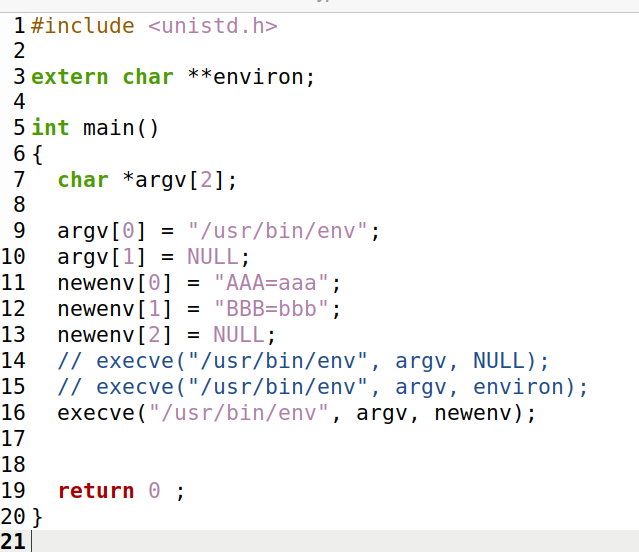 1 #include <unistd.h>
2
3 extern char **environ;
4
5 int main()
6 {
7   char *argv[2];
8
9   argv[0] = "/usr/bin/env";
10   argv[1] = NULL;
11   newenv[0] = "AAA=aaa";
12   newenv[1] = "BBB=bbb";
13   newenv[2] = NULL;
14   // execve("/usr/bin/env", argv, NULL);
15   // execve("/usr/bin/env", argv, environ);
16   execve("/usr/bin/env", argv, newenv);
17
18
19   return 0 ;
20 }
21